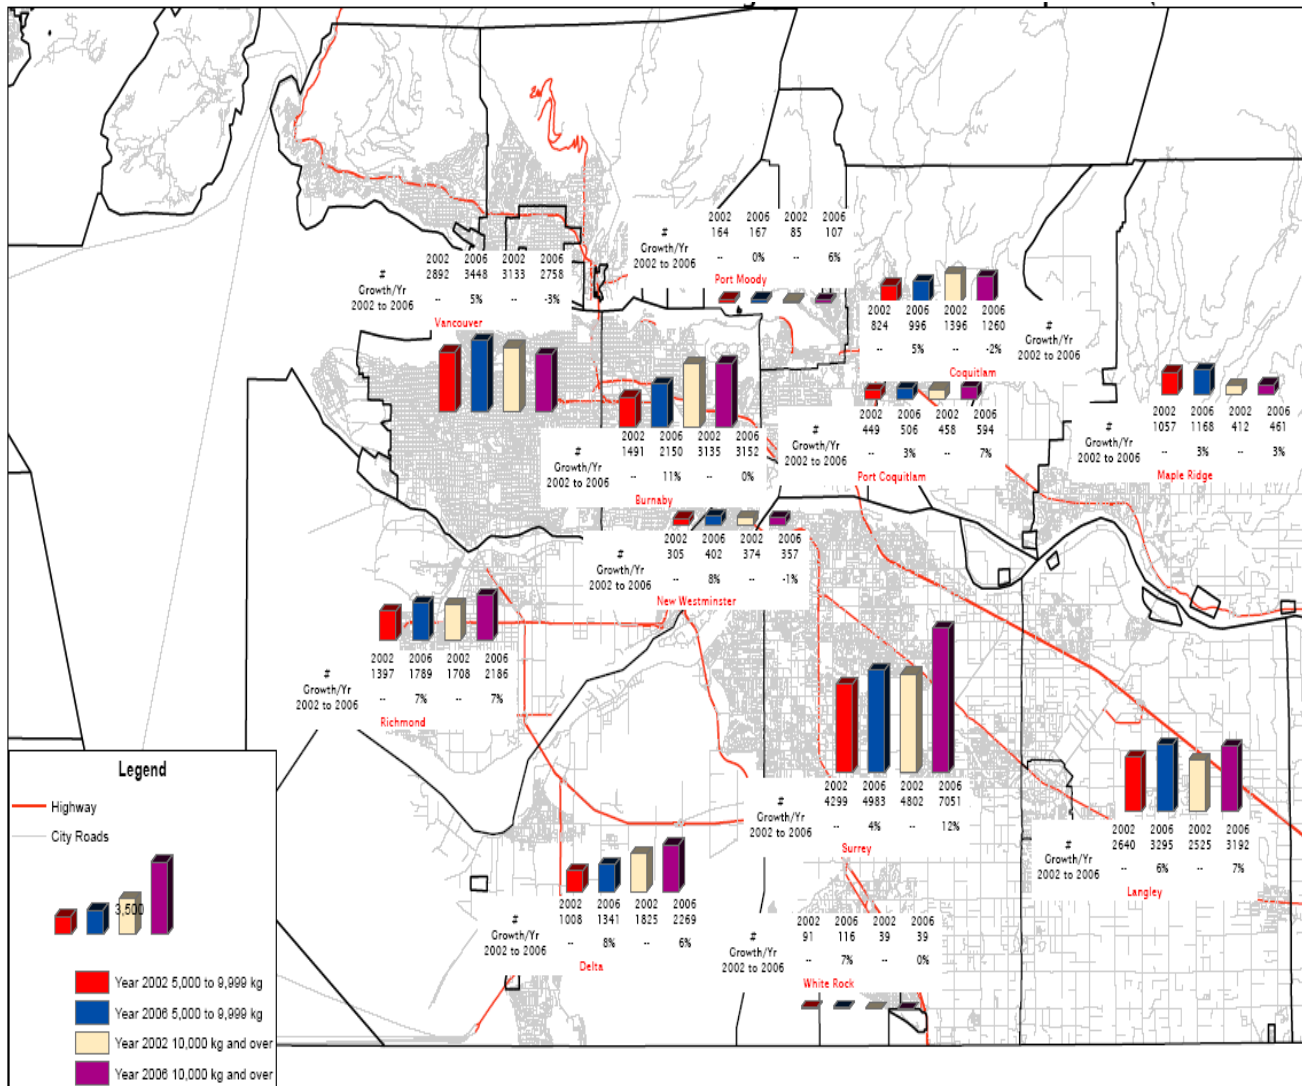 2002 2006 2002 2006
# 164 167 85 107
Growth/Yr
2002 to 2006 -- 0% -- 6%
Port Moody
2002 2006 2002 2006
# 2892 3448 3133 2758
Growth/Yr
2002 to 2006 -- 5% -- -3%
Vancouver
2002 2006 2002 2006
824 996 1396 1260 #
Growth/Yr
-- 5% -- -2% 2002 to 2006
Coquitlam
2002 2006 2002 2006
# 1057 1168 412 461
Growth/Yr
2002 to 2006 -- 3% -- 3%
Maple Ridge
2002 2006 2002 2006
# 449 506 458 594
Growth/Yr
2002 to 2006 -- 3% -- 7%
Port Coquitlam
2002 2006 2002 2006
# 1491 2150 3135 3152
Growth/Yr
2002 to 2006 -- 11% -- 0%
Burnaby
2002 2006 2002 2006
# 305 402 374 357
Growth/Yr
2002 to 2006 -- 8% -- -1%
New Westminster
2002 2006 2002 2006
# 1397 1789 1708 2186
Growth/Yr
2002 to 2006 -- 7% -- 7%
Richmond
2002 2006 2002 2006
# 4299 4983 4802 7051
Growth/Yr
2002 to 2006 -- 4% -- 12%
Surrey
2002 2006 2002 2006
# 2640 3295 2525 3192
Growth/Yr
2002 to 2006 -- 6% -- 7%
Langley
2002 2006 2002 2006
# 1008 1341 1825 2269
Growth/Yr
2002 to 2006 -- 8% -- 6%
Delta
2002 2006 2002 2006
# 91 116 39 39
Growth/Yr
2002 to 2006 -- 7% -- 0%
White Rock
Legend
Highway
City Roads
3,500
Year 2002 5,000 to 9,999 kg
Year 2006 5,000 to 9,999 kg
Year 2002 10,000 kg and over
Year 2006 10,000 kg and over